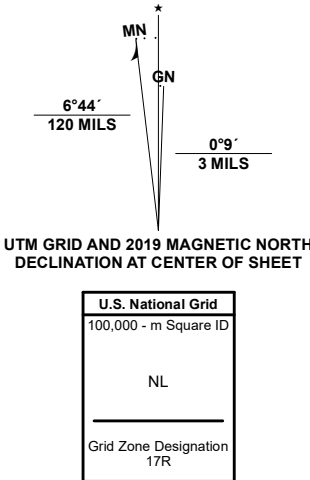 MN
GN
6°44´
120 MILS
0°9´
3 MILS
UTM GRID AND 2019 MAGNETIC NORTH
DECLINATION AT CENTER OF SHEET
U.S. National Grid
100,000 - m Square ID
NL
Grid Zone Designation
17R